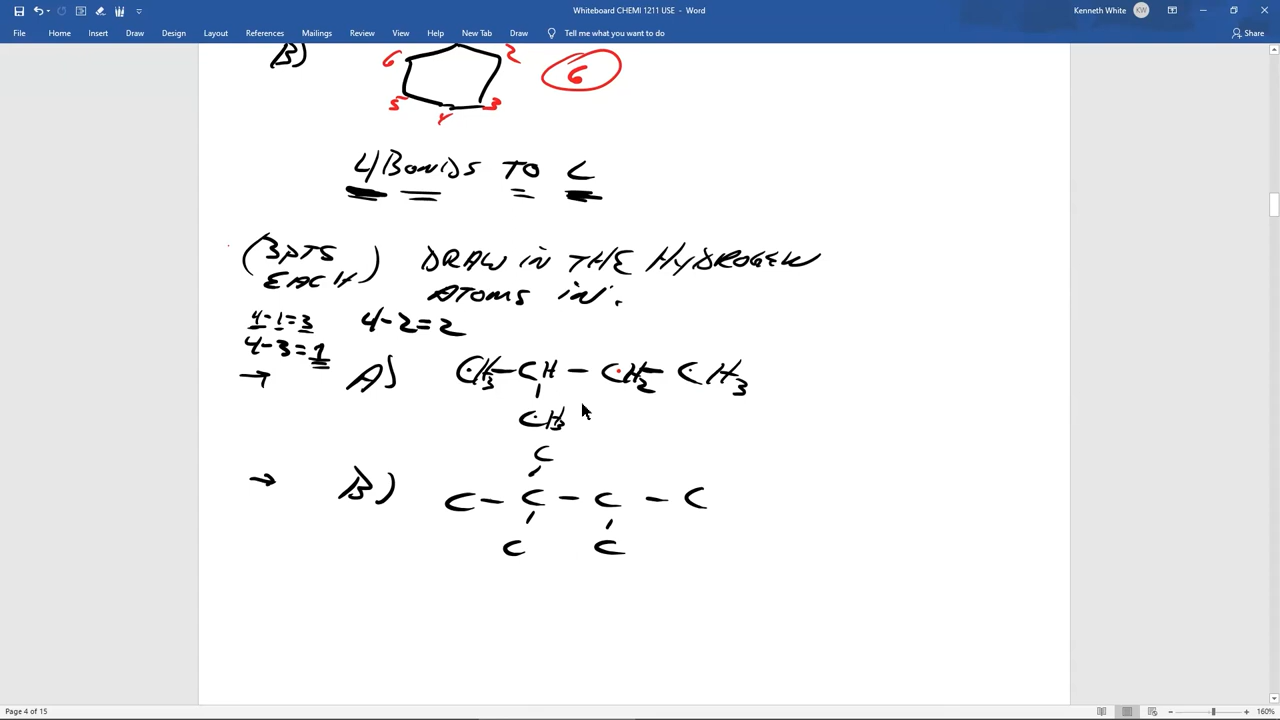 Whiteboard CHEMI 1211 USE - Word
Kenneth White
KW
File Home Insert Draw Design Layout References Mailings Review View Help New Tab Draw Tell me what you want to do Share
B) 6 2 5 3 4 6
4 Bonds TO C
(3pTS EACH) DRAW in THE HYDROGEN
ATOMS in.
4-1=3 4-2=2
4-3=1
→ A) CH3-CH-CH2-CH3
CH3
C
→ B) C-C-C-C
C C
Page 4 of 15
160%